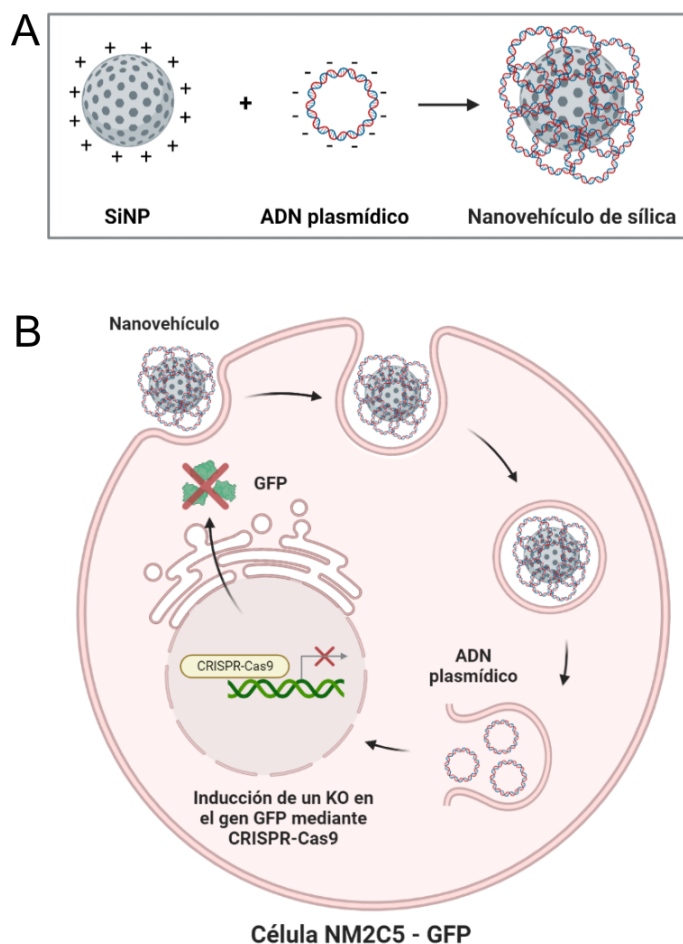 A
+ + + + + + + + + + + +
+
- - - - - - - - - -
SiNP
ADN plasmídico
Nanovehículo de sílica
B
Nanovehículo
GFP
CRISPR-Cas9
ADN
plasmídico
Inducción de un KO en
el gen GFP mediante
CRISPR-Cas9
Célula NM2C5 - GFP